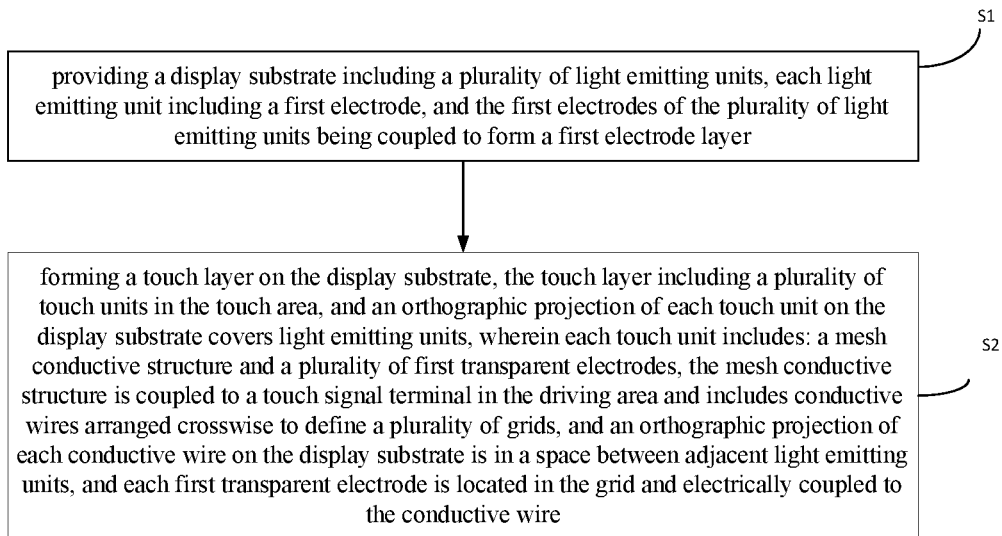 S1
providing a display substrate including a plurality of light emitting units, each light
emitting unit including a first electrode, and the first electrodes of the plurality of light
emitting units being coupled to form a first electrode layer
forming a touch layer on the display substrate, the touch layer including a plurality of
touch units in the touch area, and an orthographic projection of each touch unit on the
display substrate covers light emitting units, wherein each touch unit includes: a mesh
conductive structure and a plurality of first transparent electrodes, the mesh conductive
structure is coupled to a touch signal terminal in the driving area and includes conductive
wires arranged crosswise to define a plurality of grids, and an orthographic projection of
each conductive wire on the display substrate is in a space between adjacent light emitting
units, and each first transparent electrode is located in the grid and electrically coupled to
the conductive wire
S2